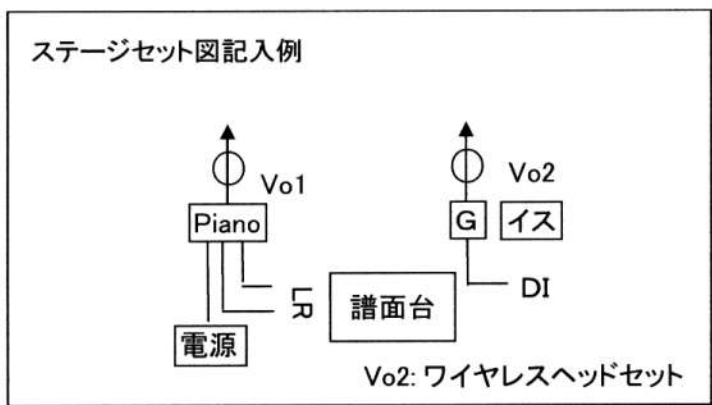 ステージセット図記入例
Vo1
Vo2
Piano
G
イス
LR
譜面台
DI
電源
Vo2: ワイヤレスヘッドセット